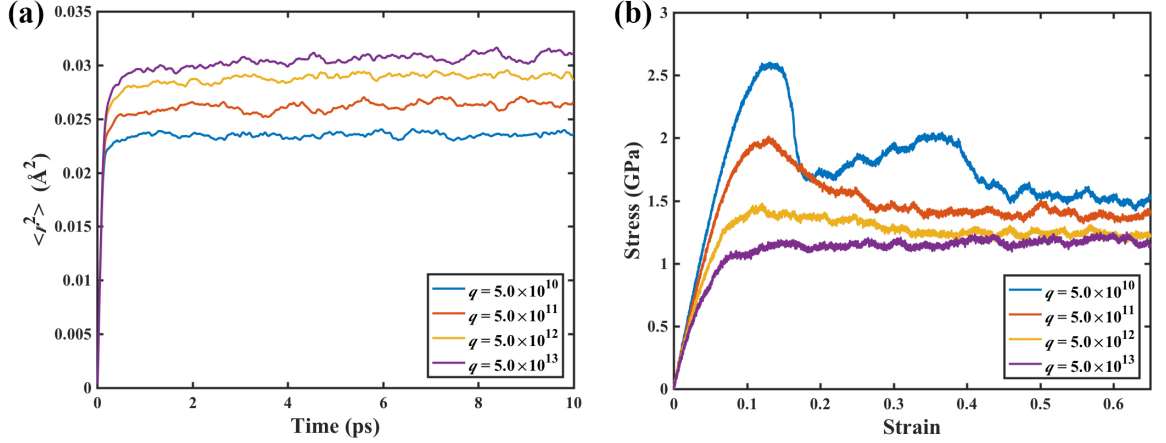 (a)
0.035
0.03
0.025
0.02
0.015
0.01
0.005
0
<r²> (Å²)
0
2
4
6
8
10
Time (ps)
q = 5.0×10¹⁰
q = 5.0×10¹¹
q = 5.0×10¹²
q = 5.0×10¹³
(b)
3
2.5
2
1.5
1
0.5
0
Stress (GPa)
0
0.1
0.2
0.3
0.4
0.5
0.6
Strain
q = 5.0×10¹⁰
q = 5.0×10¹¹
q = 5.0×10¹²
q = 5.0×10¹³